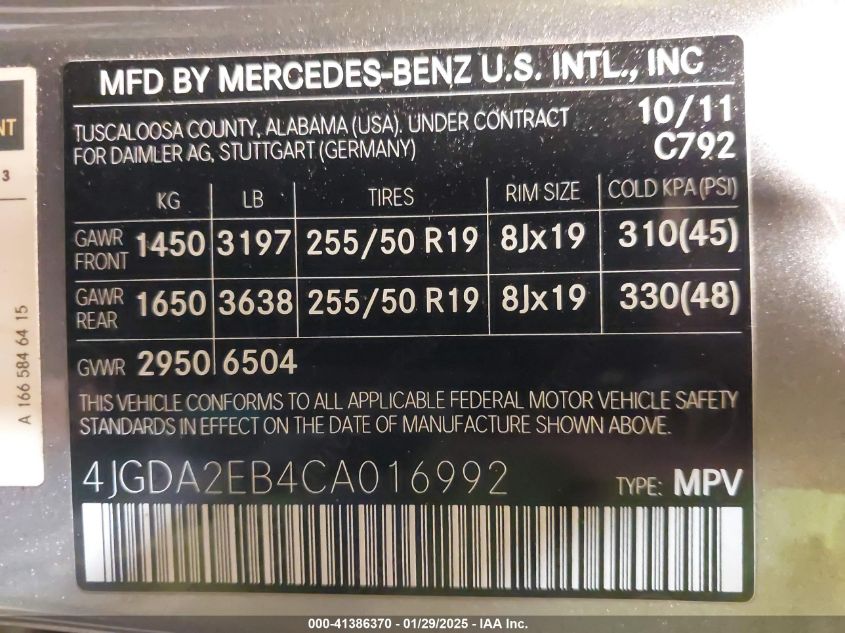 MFD BY MERCEDES-BENZ U.S. INTL., INC
TUSCALOOSA COUNTY, ALABAMA (USA). UNDER CONTRACT 10/11
FOR DAIMLER AG, STUTTGART (GERMANY) C792
KG LB TIRES RIM SIZE COLD KPA (PSI)
GAWR FRONT 1450 3197 255/50 R19 8Jx19 310(45)
GAWR REAR 1650 3638 255/50 R19 8Jx19 330(48)
GVWR 2950 6504
THIS VEHICLE CONFORMS TO ALL APPLICABLE FEDERAL MOTOR VEHICLE SAFETY
STANDARDS IN EFFECT ON THE DATE OF MANUFACTURE SHOWN ABOVE.
4JGDA2EB4CA016992 TYPE: MPV
A 166 584 64 15
3
000-41386370 - 01/29/2025 - IAA Inc.